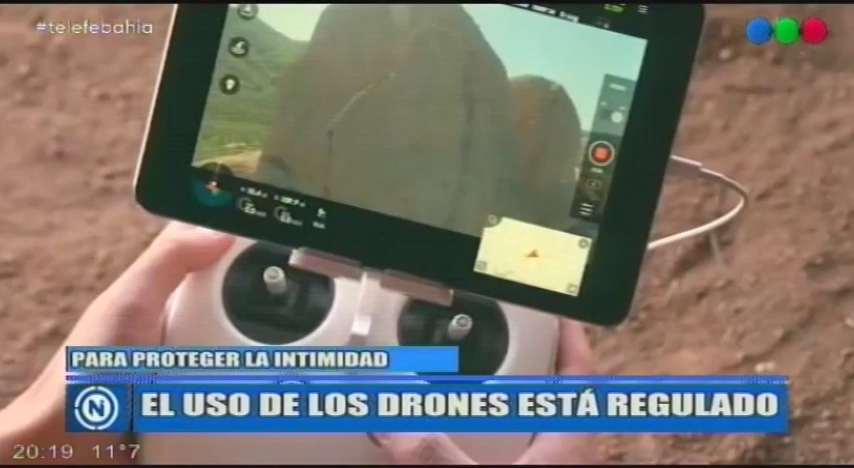 #telefebahia
PARA PROTEGER LA INTIMIDAD
N
EL USO DE LOS DRONES ESTÁ REGULADO
20:19 11°7